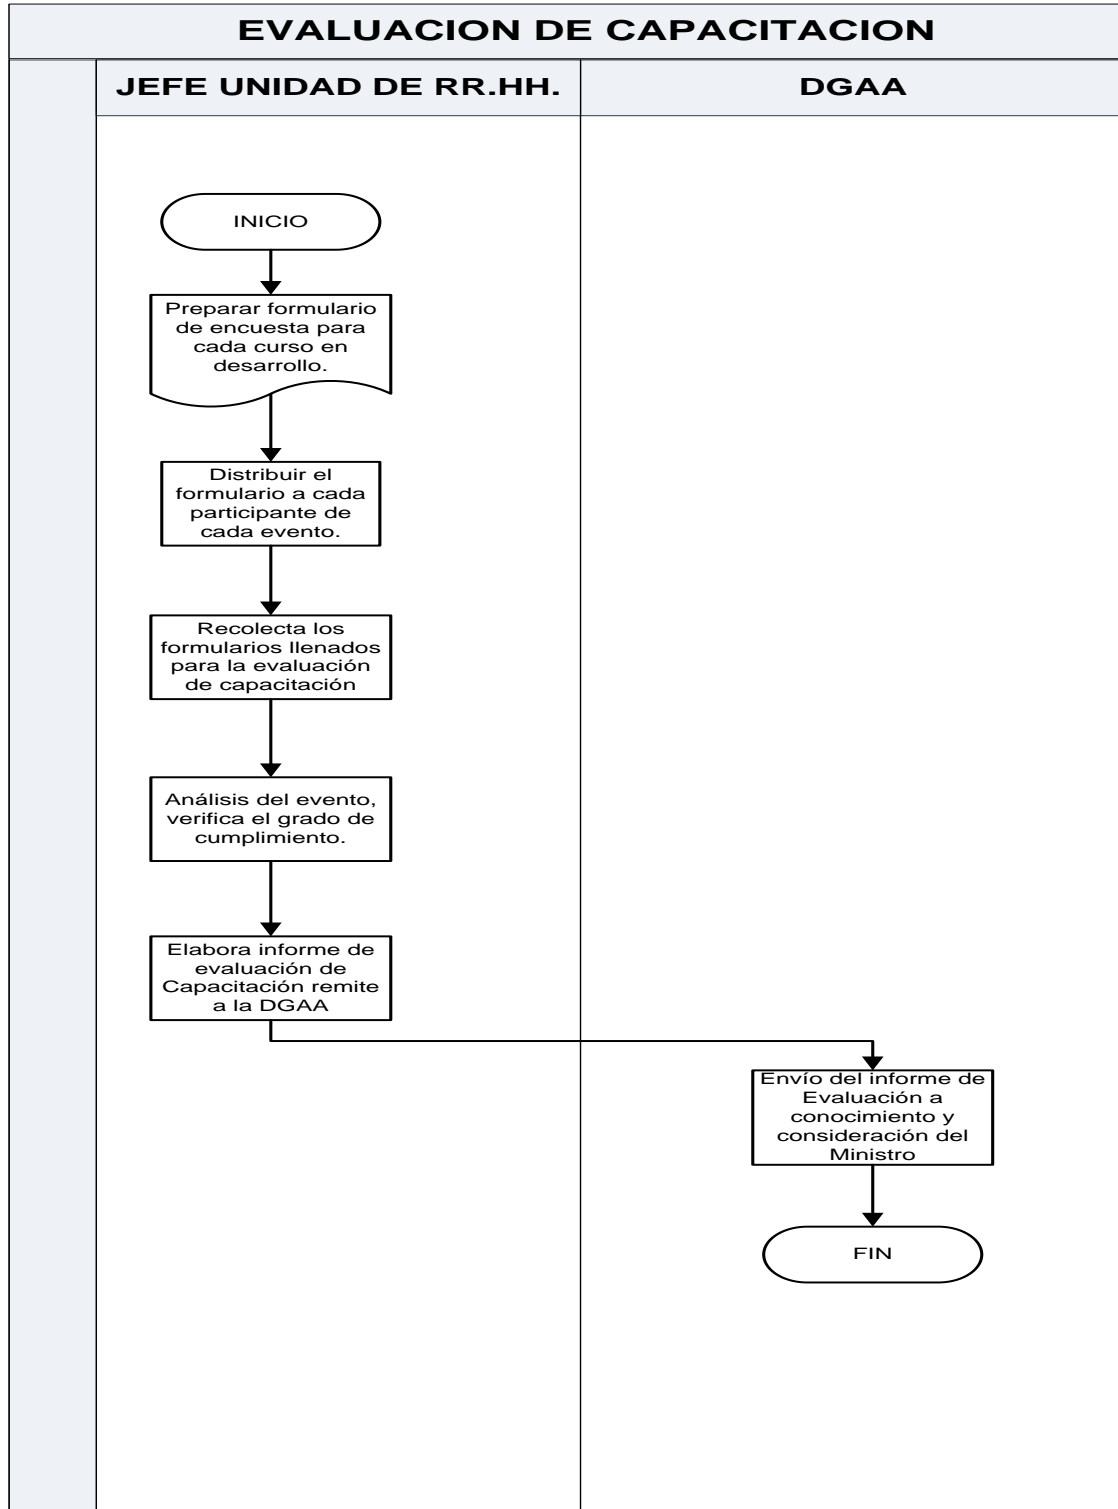 EVALUACION DE CAPACITACION
JEFE UNIDAD DE RR.HH.
DGAA
INICIO
Preparar formulario
de encuesta para
cada curso en
desarrollo.
Distribuir el
formulario a cada
participante de
cada evento.
Recolecta los
formularios llenados
para la evaluación
de capacitación
Análisis del evento,
verifica el grado de
cumplimiento.
Elabora informe de
evaluación de
Capacitación remite
a la DGAA
Envío del informe de
Evaluación a
conocimiento y
consideración del
Ministro
FIN